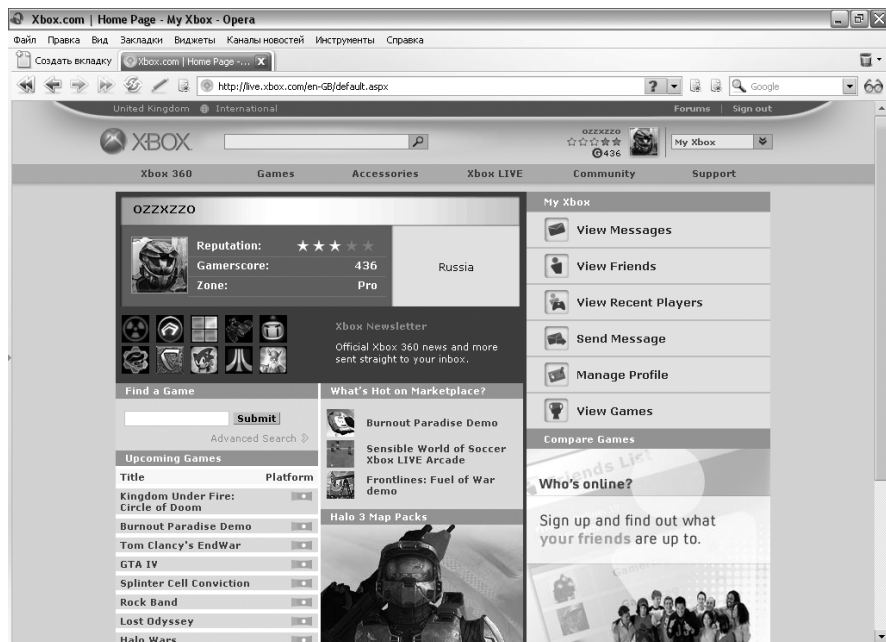 Xbox.com | Home Page - My Xbox - Opera
Файл Правка Вид Закладки Виджеты Каналы новостей Инструменты Справка
Создать вкладку
Xbox.com | Home Page -... X
http://live.xbox.com/en-GB/default.aspx
?
Google
United Kingdom International
Forums | Sign out
XBOX
ozzxzzo
G436
My Xbox
Xbox 360 Games Accessories Xbox LIVE Community Support
ozzxzzo
Reputation:
Gamerscore: 436
Zone: Pro
Russia
Xbox Newsletter
Official Xbox 360 news and more
sent straight to your inbox.
Find a Game
Submit
Advanced Search
Upcoming Games
Title Platform
Kingdom Under Fire:
Circle of Doom
Burnout Paradise Demo
Tom Clancy's EndWar
GTA IV
Splinter Cell Conviction
Rock Band
Lost Odyssey
Halo Wars
What's Hot on Marketplace?
Burnout Paradise Demo
Sensible World of Soccer
Xbox LIVE Arcade
Frontlines: Fuel of War
demo
Halo 3 Map Packs
My Xbox
View Messages
View Friends
View Recent Players
Send Message
Manage Profile
View Games
Compare Games
Friends List
Who's online?
Sign up and find out what
your friends are up to.